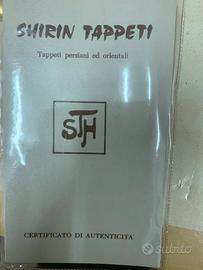 SHIRIN TAPPETI
Tappeti persiani ed orientali
STH
CERTIFICATO DI AUTENTICITA'
subito